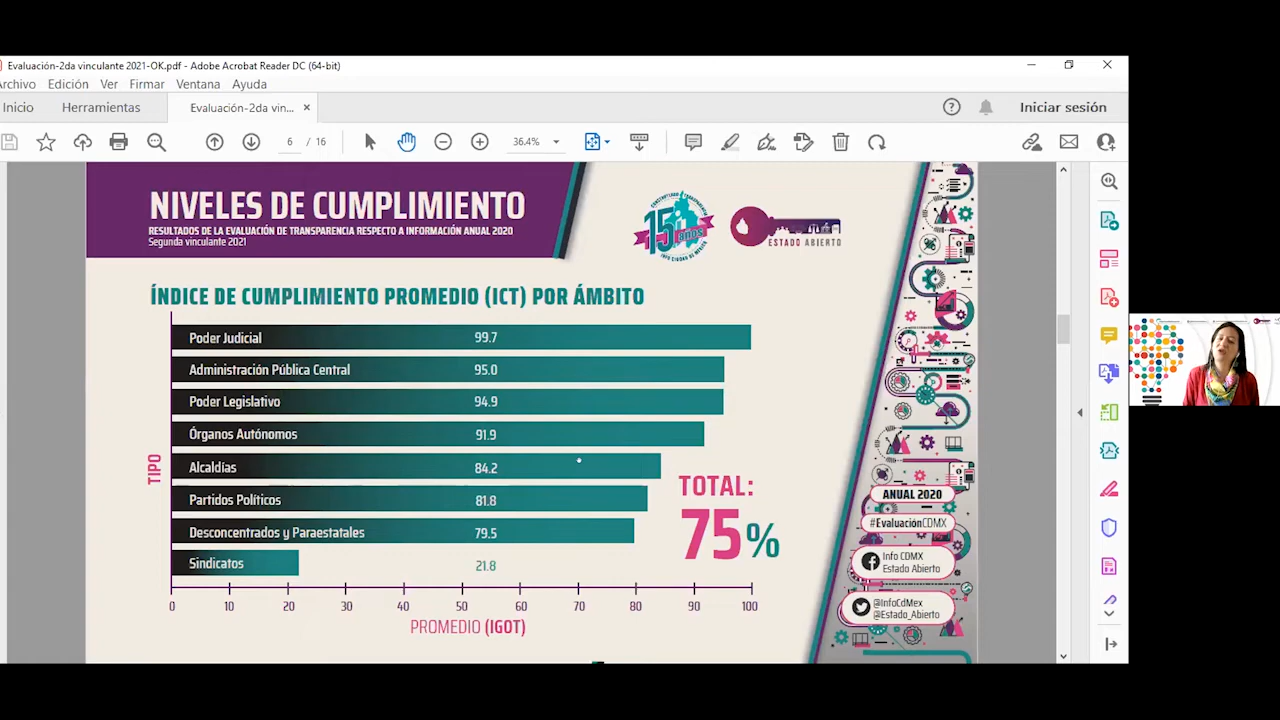 Evaluación-2da vinculante 2021-OK.pdf - Adobe Acrobat Reader DC (64-bit)
Archivo Edición Ver Firmar Ventana Ayuda
Inicio Herramientas Evaluación-2da vin... × Iniciar sesión
6 / 16 36.4%
NIVELES DE CUMPLIMIENTO
RESULTADOS DE LA EVALUACIÓN DE TRANSPARENCIA RESPECTO A INFORMACIÓN ANUAL 2020
Segunda vinculante 2021
15 años
ESTADO ABIERTO
ÍNDICE DE CUMPLIMIENTO PROMEDIO (ICT) POR ÁMBITO
TIPO
Poder Judicial 99.7
Administración Pública Central 95.0
Poder Legislativo 94.9
Órganos Autónomos 91.9
Alcaldías 84.2
Partidos Políticos 81.8
Desconcentrados y Paraestatales 79.5
Sindicatos 21.8
0 10 20 30 40 50 60 70 80 90 100
PROMEDIO (IGOT)
TOTAL:
75%
ANUAL 2020
#EvaluaciónCDMX
Info CDMX
Estado Abierto
@InfoCdMex
@Estado_Abierto